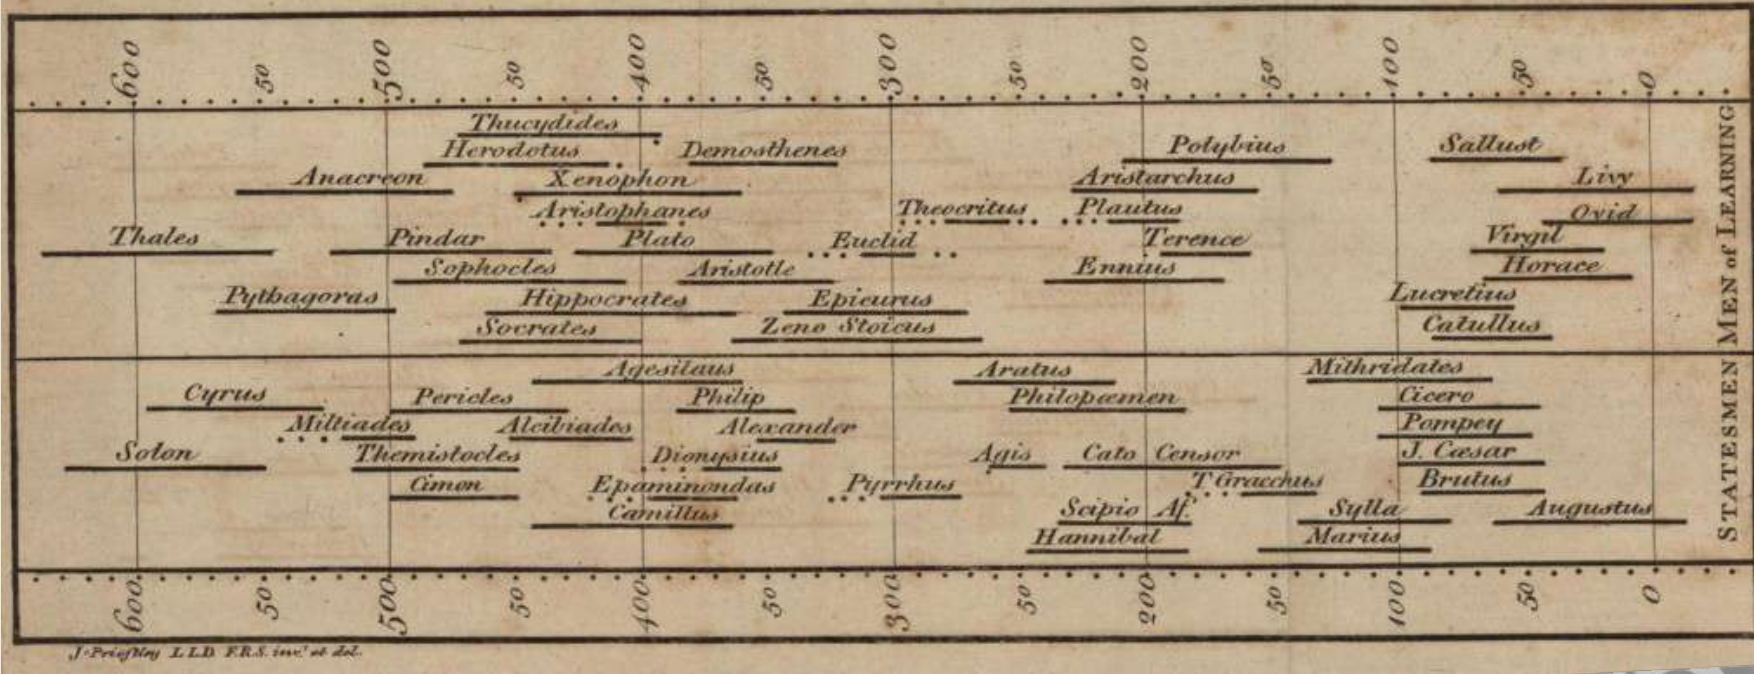 600 50 500 50 400 50 300 50 200 50 100 50 0
Thucydides
Herodotus Demosthenes Polybius Sallust
Anacreon Xenophon Aristarchus Livy
Aristophanes Theocritus Plautus Ovid
Thales Pindar Plato Euclid Terence Virgil
Sophocles Aristotle Ennius Horace
Pythagoras Hippocrates Epicurus Lucretius
Socrates Zeno Stoicus Catullus
MEN of LEARNING
Agesilaus Aratus Mithridates
Cyrus Pericles Philip Philopœmen Cicero
Miltiades Alcibiades Alexander Pompey
Solon Themistocles Dionysius Agis Cato Censor J. Cæsar
Cimon Epaminondas Pyrrhus T Gracchus Brutus
Camillus Scipio Af. Sylla Augustus
Hannibal Marius
STATESMEN
600 50 500 50 400 50 300 50 200 50 100 50 0
J. Priestley L.L.D. F.R.S. inv.t et del.